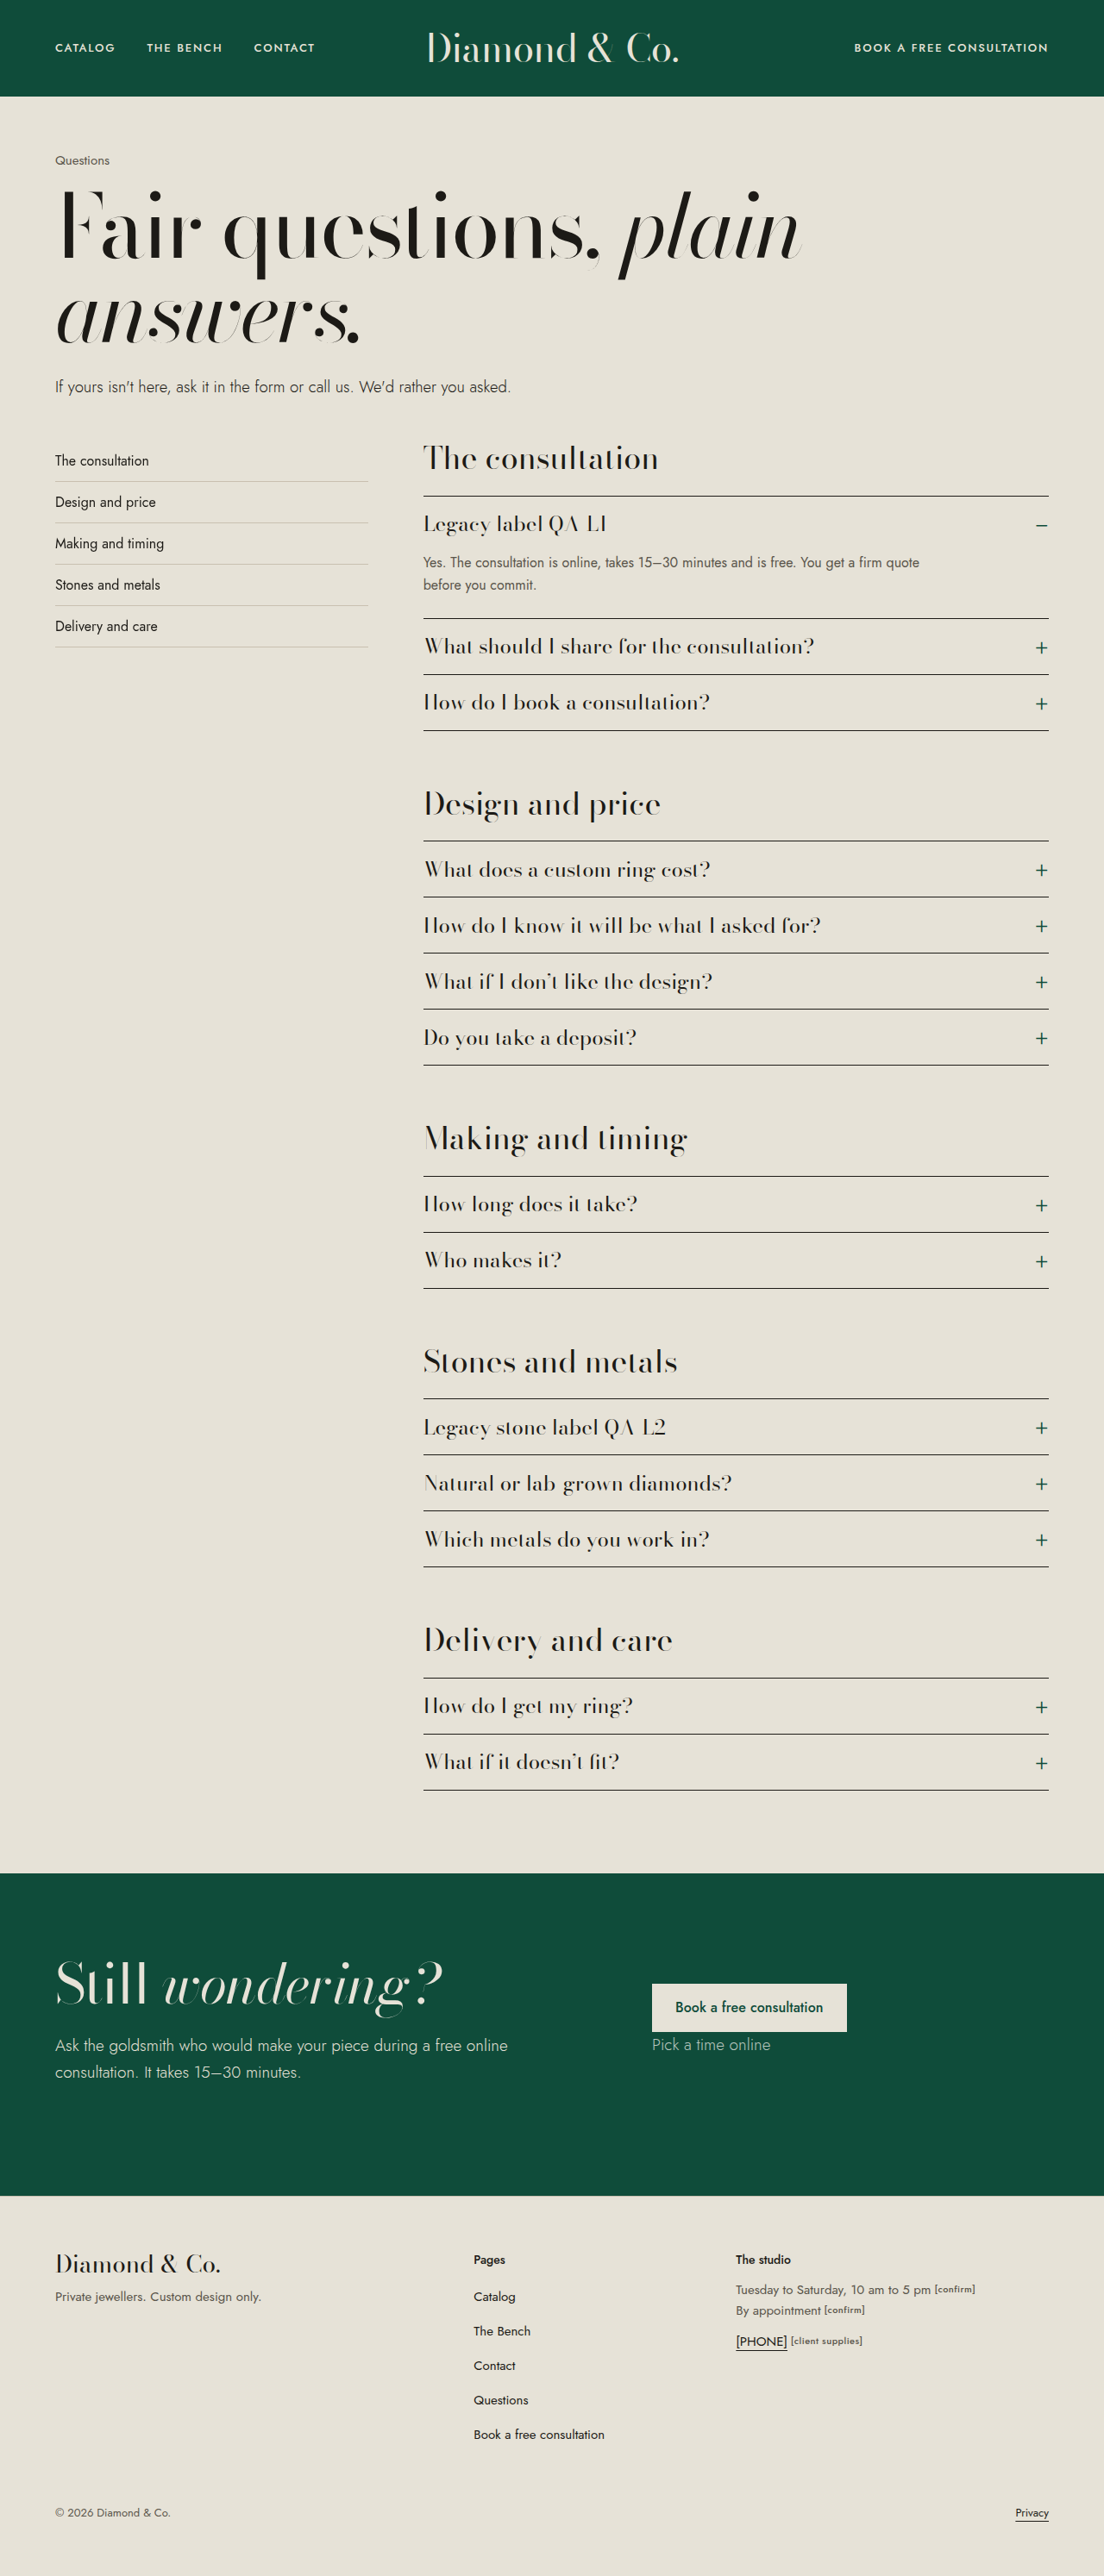 CATALOG THE BENCH CONTACT Diamond & Co. BOOK A FREE CONSULTATION
Questions
Fair questions, plain
answers.
If yours isn't here, ask it in the form or call us. We'd rather you asked.
The consultation
Design and price
Making and timing
Stones and metals
Delivery and care
The consultation
Legacy label QA-L1 −
Yes. The consultation is online, takes 15–30 minutes and is free. You get a firm quote
before you commit.
What should I share for the consultation? +
How do I book a consultation? +
Design and price
What does a custom ring cost? +
How do I know it will be what I asked for? +
What if I don't like the design? +
Do you take a deposit? +
Making and timing
How long does it take? +
Who makes it? +
Stones and metals
Legacy stone label QA-L2 +
Natural or lab-grown diamonds? +
Which metals do you work in? +
Delivery and care
How do I get my ring? +
What if it doesn't fit? +
Still wondering?
Ask the goldsmith who would make your piece during a free online
consultation. It takes 15–30 minutes.
Book a free consultation
Pick a time online
Diamond & Co.
Private jewellers. Custom design only.
Pages
Catalog
The Bench
Contact
Questions
Book a free consultation
The studio
Tuesday to Saturday, 10 am to 5 pm [confirm]
By appointment [confirm]
[PHONE] [client supplies]
© 2026 Diamond & Co.
Privacy